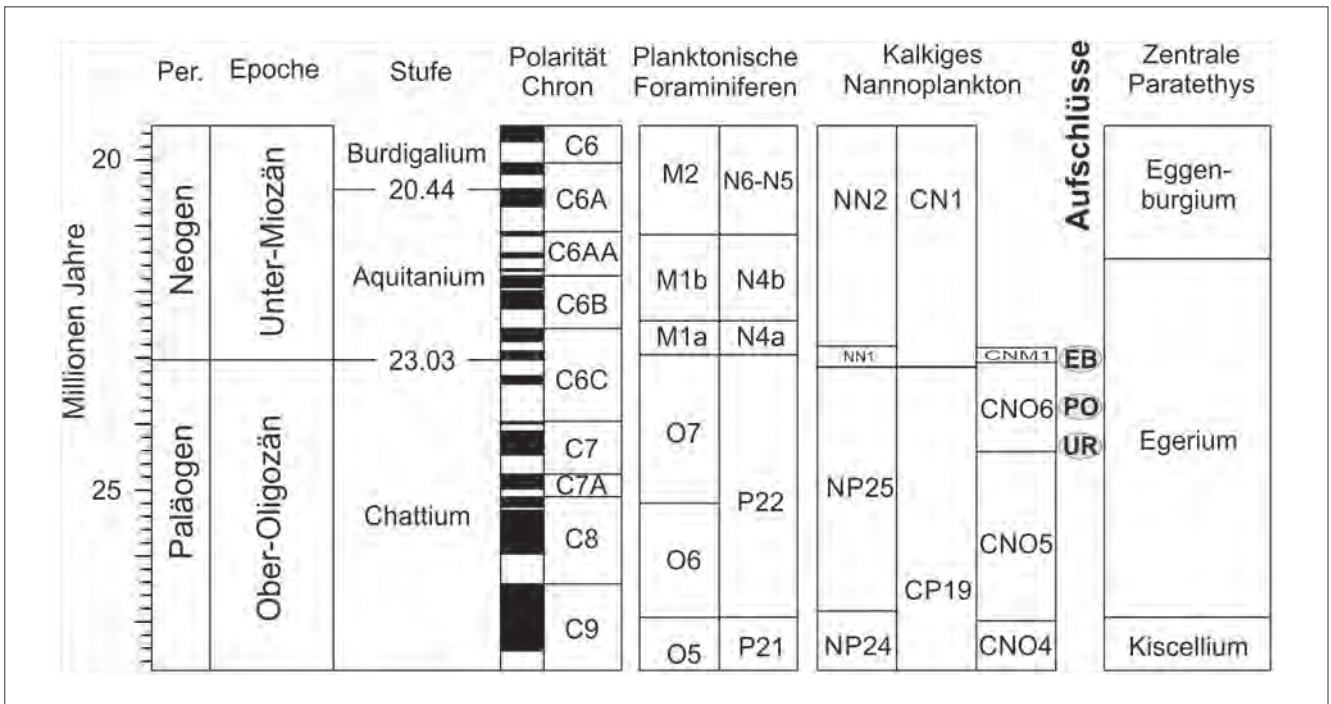 Per.
Epoche
Stufe
Polarität
Chron
Planktonische
Foraminiferen
Kalkiges
Nannoplankton
Aufschlüsse
Zentrale
Paratethys
Millionen Jahre
20
25
Neogen
Paläogen
Unter-Miozän
Ober-Oligozän
Burdigalium
20.44
Aquitanium
23.03
Chattium
C6
C6A
C6AA
C6B
C6C
C7
C7A
C8
C9
M2
M1b
M1a
O7
O6
O5
N6-N5
N4b
N4a
P22
P21
NN2
NN1
NP25
NP24
CN1
CP19
CNM1
CNO6
CNO5
CNO4
EB
PO
UR
Eggen-
burgium
Egerium
Kiscellium